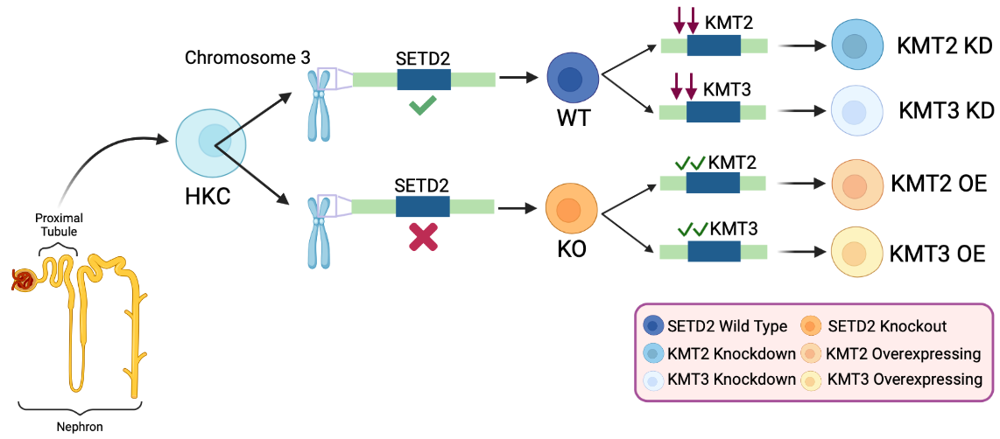 KMT2
Chromosome 3
SETD2
KMT2 KD
WT
KMT3
KMT3 KD
HKC
SETD2
KMT2
KMT2 OE
KO
KMT3
KMT3 OE
Proximal
Tubule
Nephron
SETD2 Wild Type
SETD2 Knockout
KMT2 Knockdown
KMT2 Overexpressing
KMT3 Knockdown
KMT3 Overexpressing